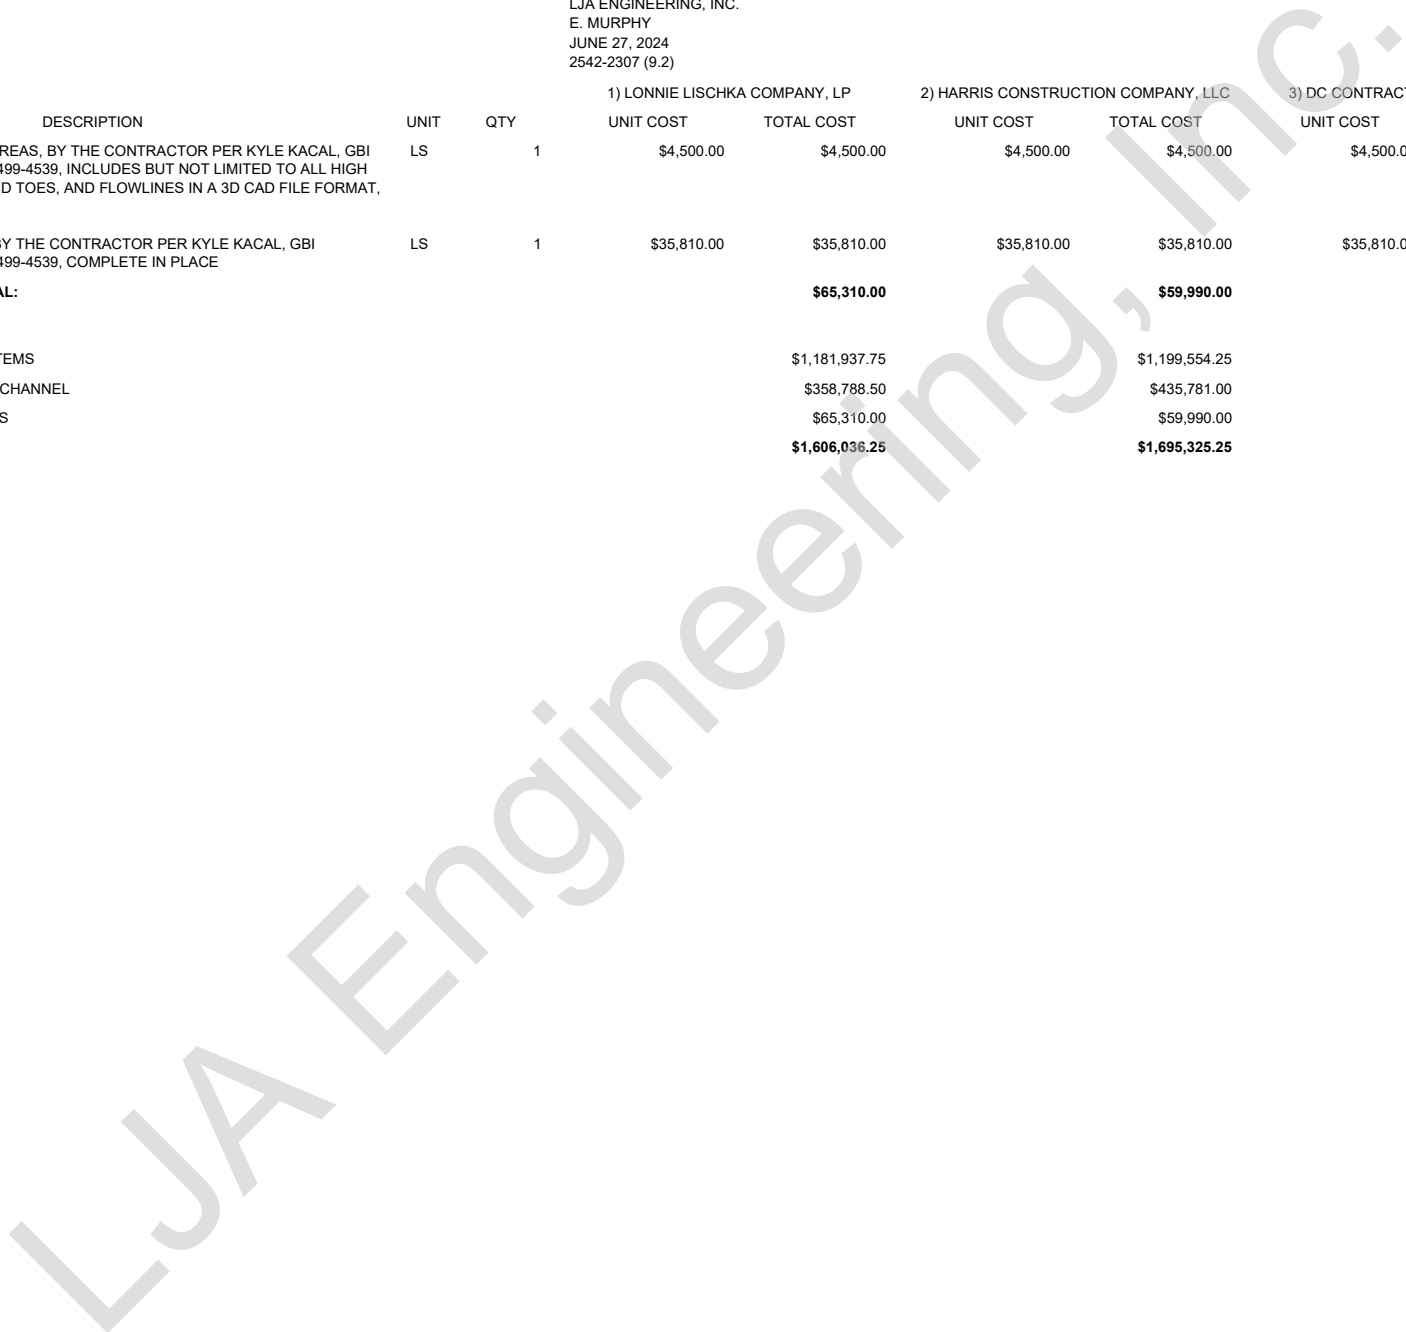 LJA ENGINEERING, INC.
E. MURPHY
JUNE 27, 2024
2542-2307 (9.2)
1) LONNIE LISCHKA COMPANY, LP 2) HARRIS CONSTRUCTION COMPANY, LLC 3) DC CONTRACT
DESCRIPTION UNIT QTY UNIT COST TOTAL COST UNIT COST TOTAL COST UNIT COST
REAS, BY THE CONTRACTOR PER KYLE KACAL, GBI LS 1 $4,500.00 $4,500.00 $4,500.00 $4,500.00 $4,500.0
499-4539, INCLUDES BUT NOT LIMITED TO ALL HIGH
D TOES, AND FLOWLINES IN A 3D CAD FILE FORMAT,
BY THE CONTRACTOR PER KYLE KACAL, GBI LS 1 $35,810.00 $35,810.00 $35,810.00 $35,810.00 $35,810.0
499-4539, COMPLETE IN PLACE
AL: $65,310.00 $59,990.00
TEMS $1,181,937.75 $1,199,554.25
CHANNEL $358,788.50 $435,781.00
S $65,310.00 $59,990.00
$1,606,036.25 $1,695,325.25
LJA Engineering, Inc.